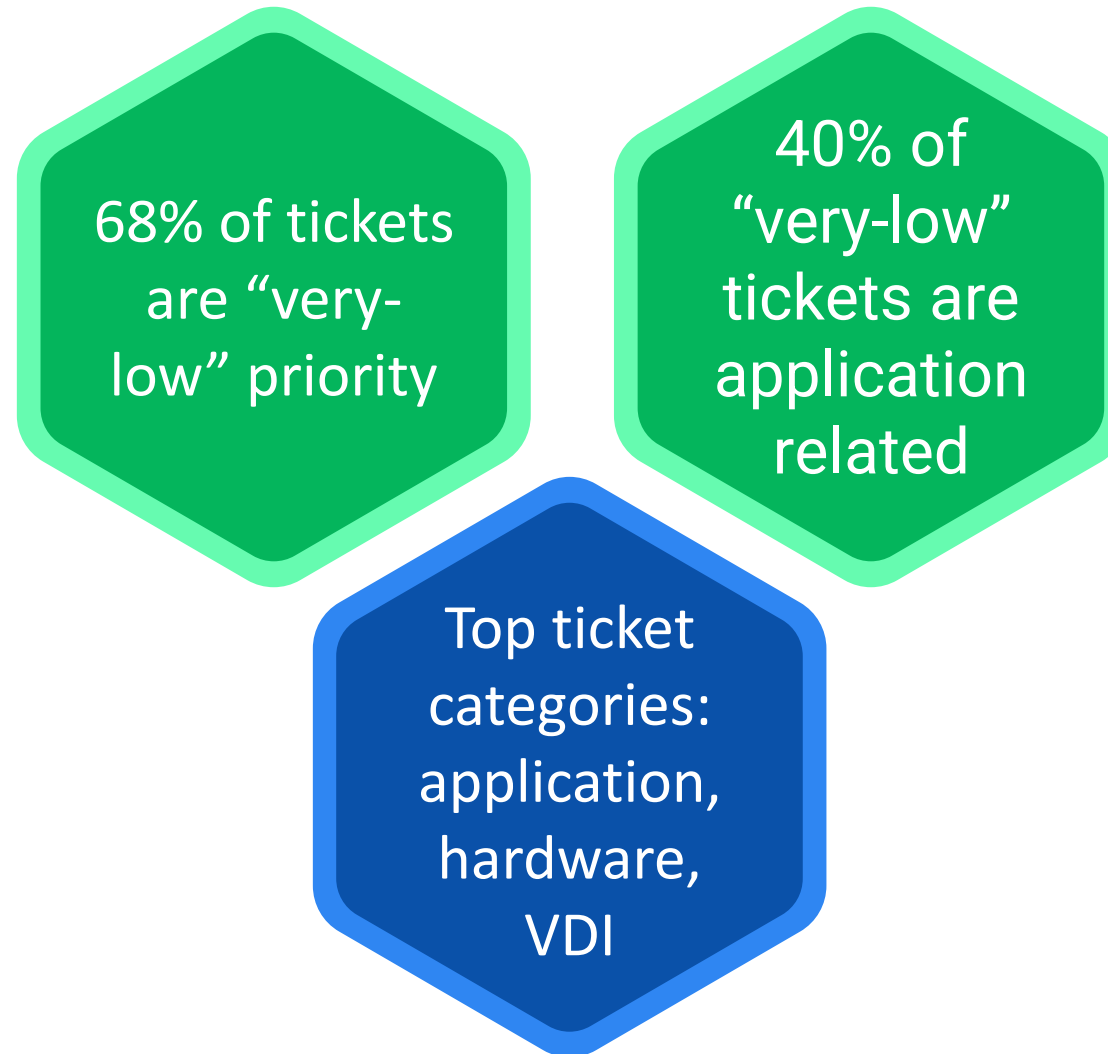 68% of tickets
are “very-
low” priority
40% of
“very-low”
tickets are
application
related
Top ticket
categories:
application,
hardware,
VDI